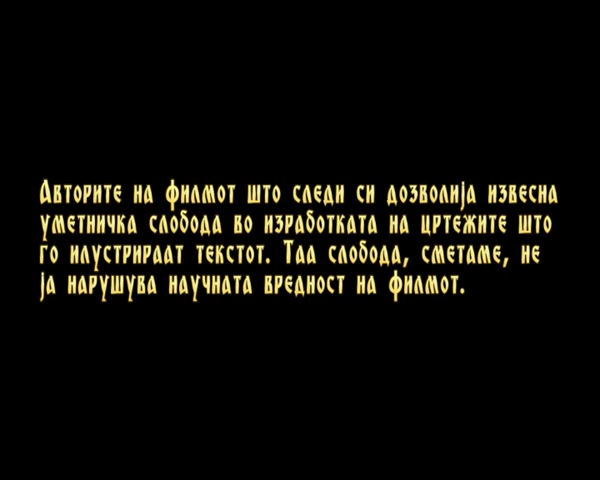 Авторите на филмот што следи си дозволија извесна
уметничка слобода во изработката на цртежите што
го илустрираат текстот. Таа слобода, сметаме, не
ја нарушува научната вредност на филмот.